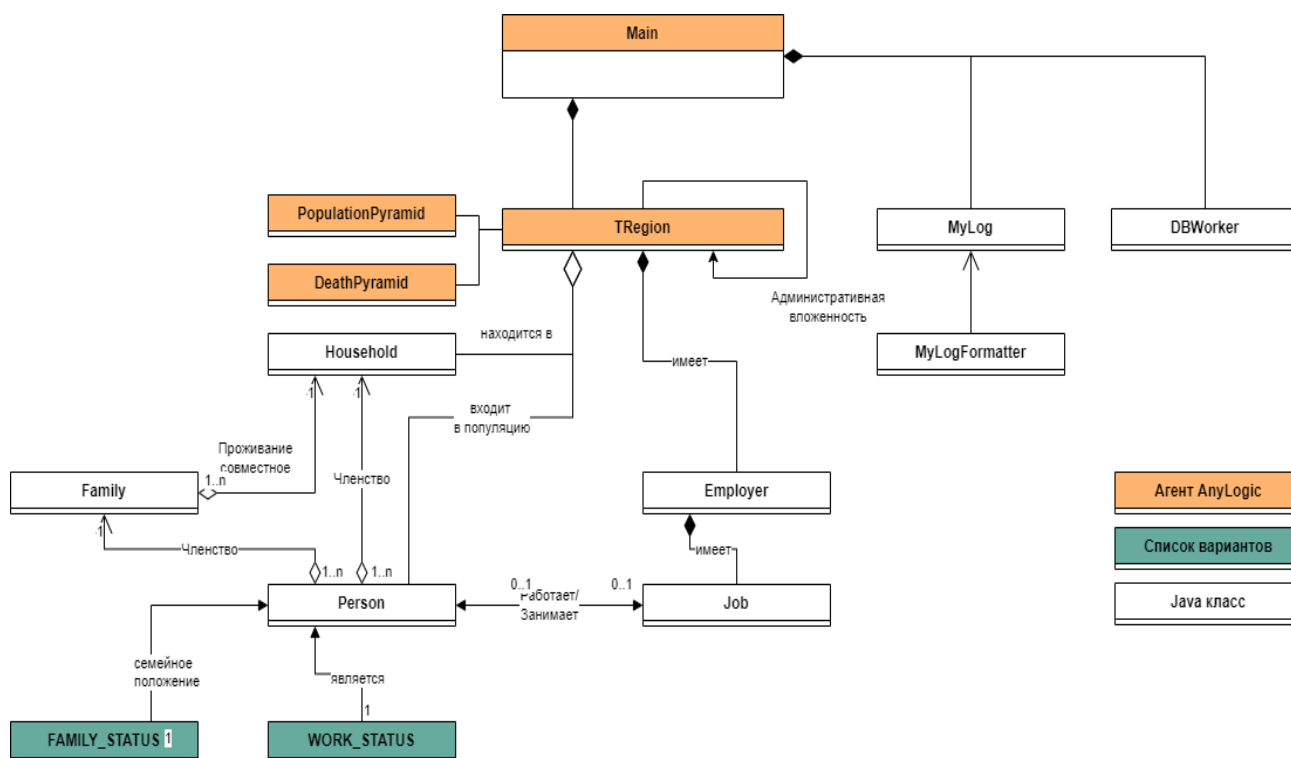 Main
PopulationPyramid
TRegion
MyLog
DBWorker
DeathPyramid
Административная
вложенность
находится в
Household
MyLogFormatter
имеет
1
1
входит
в популяцию
Проживание
совместное
Членство
1..n
Family
Employer
Агент AnyLogic
1
Членство
имеет
Список вариантов
1..n
1..n
0..1
0..1
Работает/
Занимает
Person
Job
Java класс
семейное
положение
является
1
FAMILY_STATUS 1
WORK_STATUS